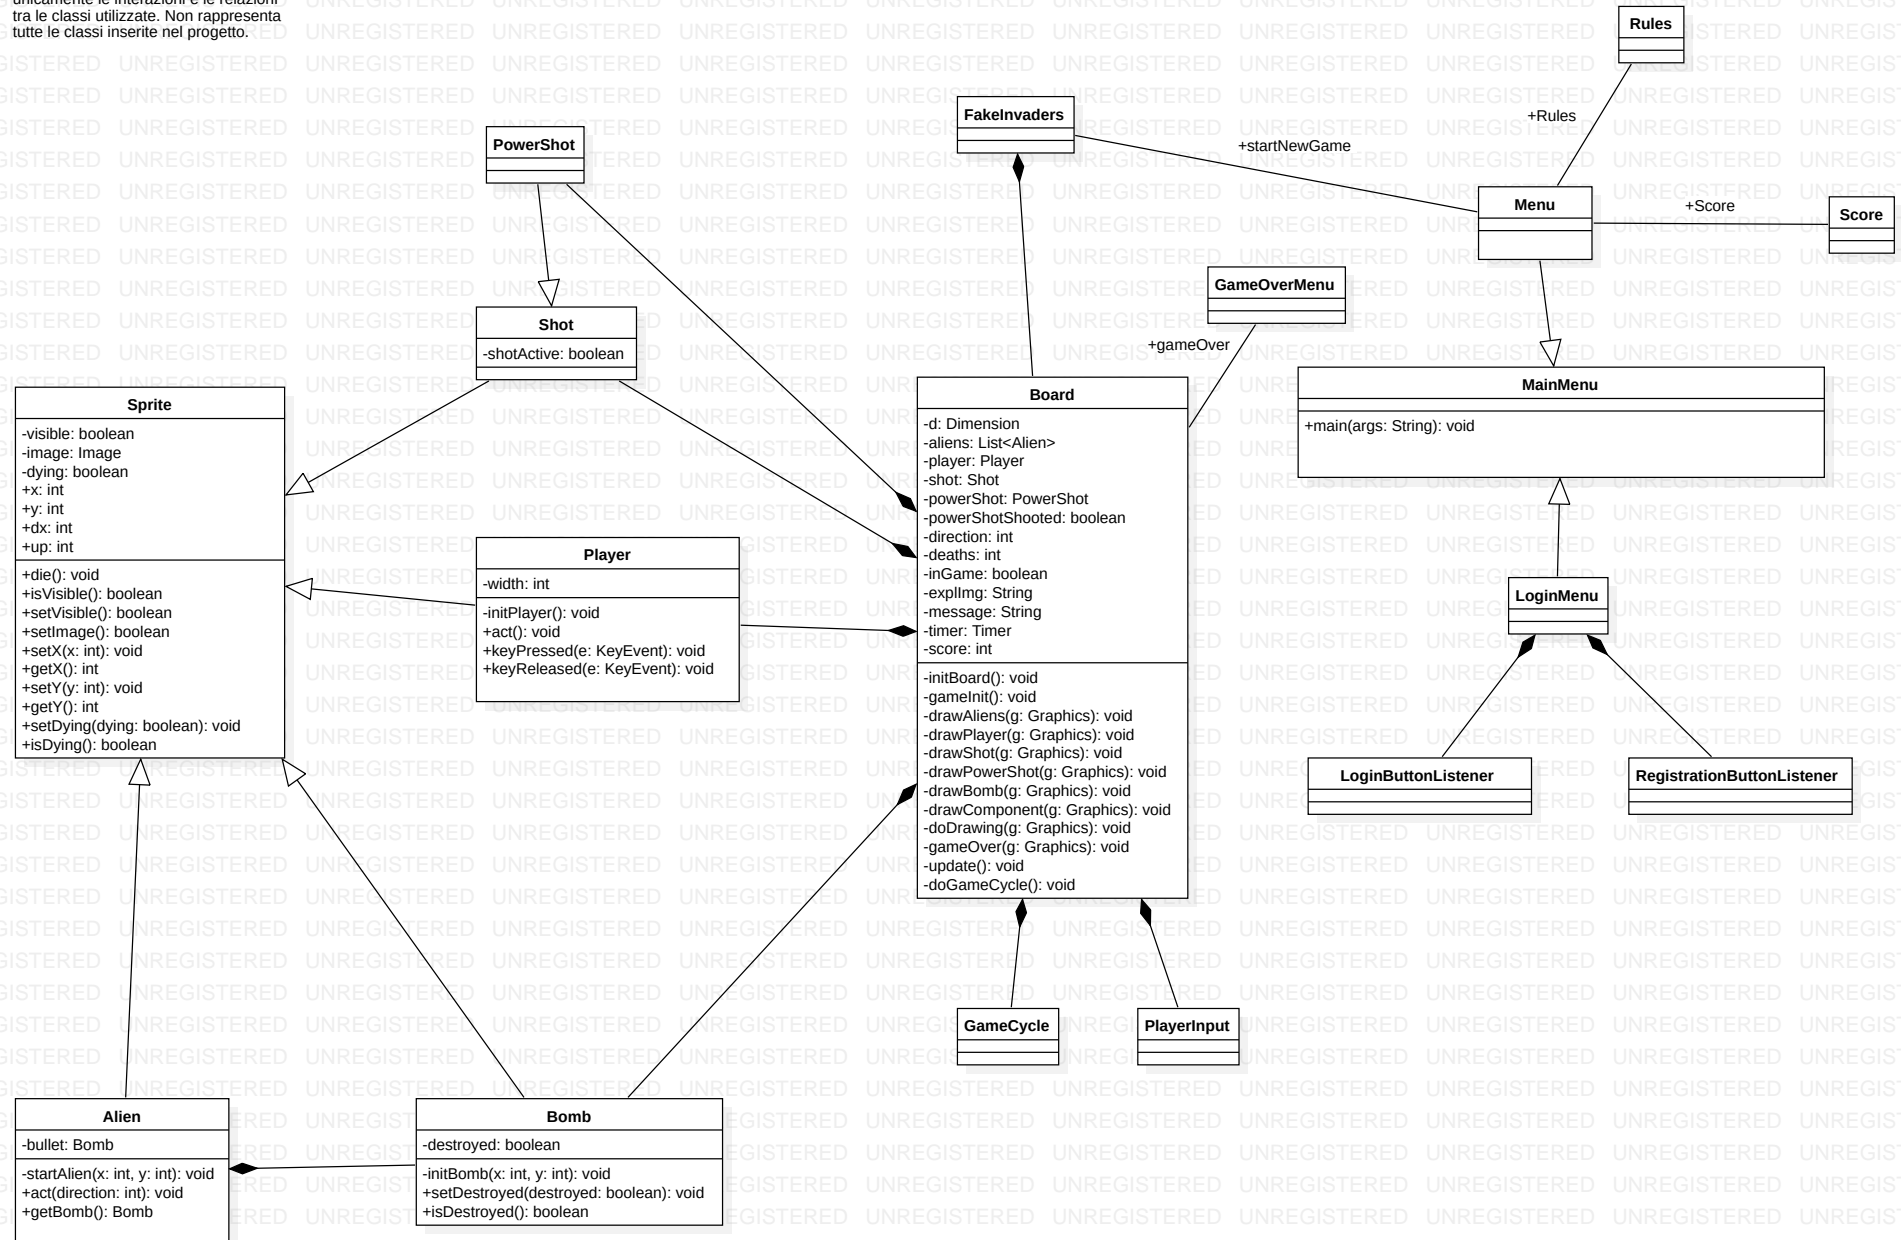 unicamente le interazioni e le relazioni
tra le classi utilizzate. Non rappresenta
tutte le classi inserite nel progetto.
Rules
+Rules
FakeInvaders
+startNewGame
PowerShot
Menu
+Score
Score
GameOverMenu
+gameOver
Shot
-shotActive: boolean
MainMenu
+main(args: String): void
Sprite
-visible: boolean
-image: Image
-dying: boolean
+x: int
+y: int
+dx: int
+up: int
+die(): void
+isVisible(): boolean
+setVisible(): boolean
+setImage(): boolean
+setX(x: int): void
+getX(): int
+setY(y: int): void
+getY(): int
+setDying(dying: boolean): void
+isDying(): boolean
Player
-width: int
-initPlayer(): void
+act(): void
+keyPressed(e: KeyEvent): void
+keyReleased(e: KeyEvent): void
Board
-d: Dimension
-aliens: List<Alien>
-player: Player
-shot: Shot
-powerShot: PowerShot
-powerShotShooted: boolean
-direction: int
-deaths: int
-inGame: boolean
-explImg: String
-message: String
-timer: Timer
-score: int
-initBoard(): void
-gameInit(): void
-drawAliens(g: Graphics): void
-drawPlayer(g: Graphics): void
-drawShot(g: Graphics): void
-drawPowerShot(g: Graphics): void
-drawBomb(g: Graphics): void
-drawComponent(g: Graphics): void
-doDrawing(g: Graphics): void
-gameOver(g: Graphics): void
-update(): void
-doGameCycle(): void
LoginMenu
LoginButtonListener
RegistrationButtonListener
GameCycle
PlayerInput
Alien
-bullet: Bomb
-startAlien(x: int, y: int): void
+act(direction: int): void
+getBomb(): Bomb
Bomb
-destroyed: boolean
-initBomb(x: int, y: int): void
+setDestroyed(destroyed: boolean): void
+isDestroyed(): boolean